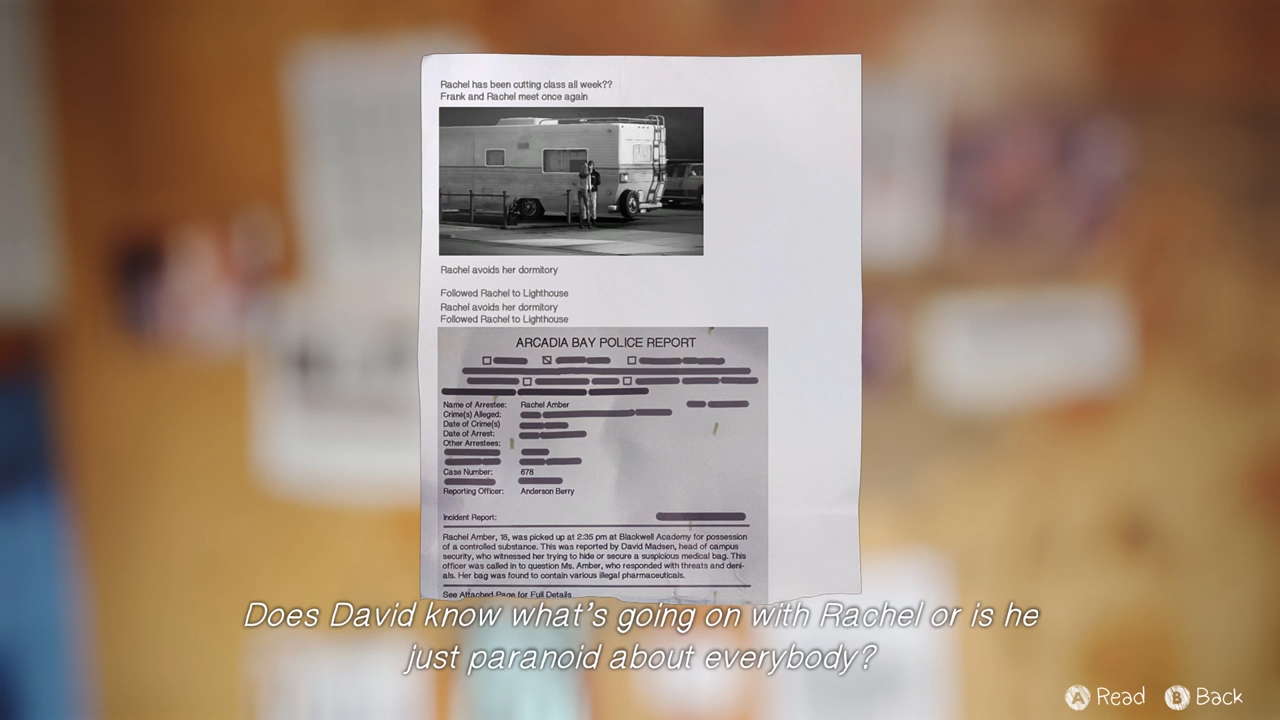 Rachel has been cutting class all week??
Frank and Rachel meet once again
Rachel avoids her dormitory
Followed Rachel to Lighthouse
Rachel avoids her dormitory
Followed Rachel to Lighthouse
ARCADIA BAY POLICE REPORT
Name of Arrestee: Rachel Amber
Crime(s) Alleged:
Date of Crime(s)
Date of Arrest:
Other Arrestees:
Case Number: 678
Reporting Officer: Anderson Berry
Incident Report:
Rachel Amber, 18, was picked up at 2:35 pm at Blackwell Academy for possession
of a controlled substance. This was reported by David Madsen, head of campus
security, who witnessed her trying to hide or secure a suspicious medical bag. This
officer was called in to question Ms. Amber, who responded with threats and deni-
als. Her bag was found to contain various illegal pharmaceuticals.
See Attached Page for Full Details
Does David know what's going on with Rachel or is he
just paranoid about everybody?
A Read B Back